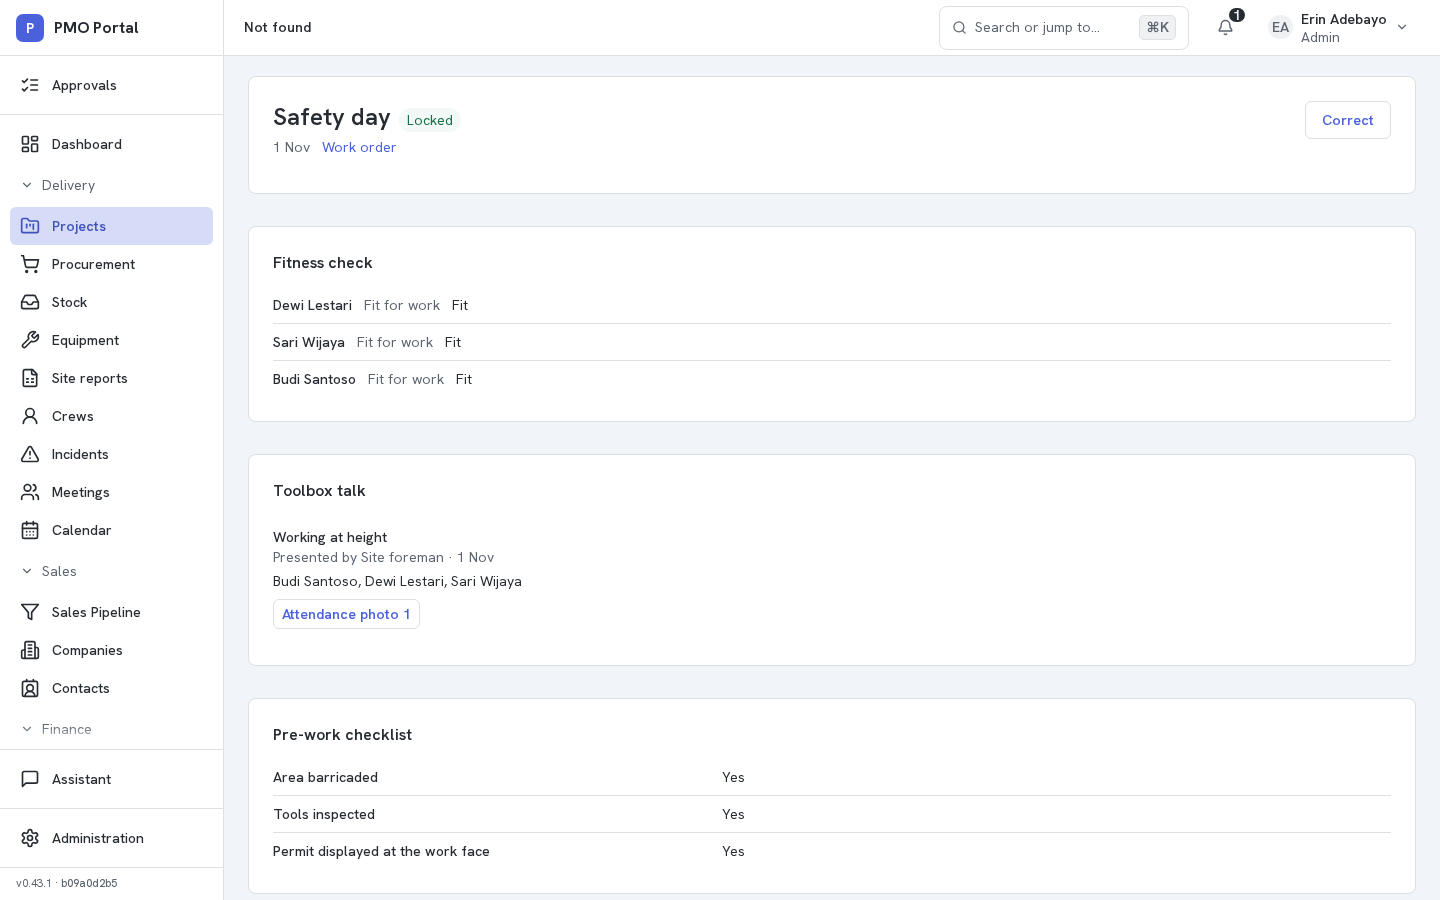 P PMO Portal
Not found
Search or jump to... ⌘K
1
EA
Erin Adebayo
Admin
Approvals
Dashboard
Delivery
Projects
Procurement
Stock
Equipment
Site reports
Crews
Incidents
Meetings
Calendar
Sales
Sales Pipeline
Companies
Contacts
Finance
Assistant
Administration
v0.43.1 · b09a0d2b5
Safety day Locked
1 Nov Work order
Correct
Fitness check
Dewi Lestari Fit for work Fit
Sari Wijaya Fit for work Fit
Budi Santoso Fit for work Fit
Toolbox talk
Working at height
Presented by Site foreman · 1 Nov
Budi Santoso, Dewi Lestari, Sari Wijaya
Attendance photo 1
Pre-work checklist
Area barricaded Yes
Tools inspected Yes
Permit displayed at the work face Yes